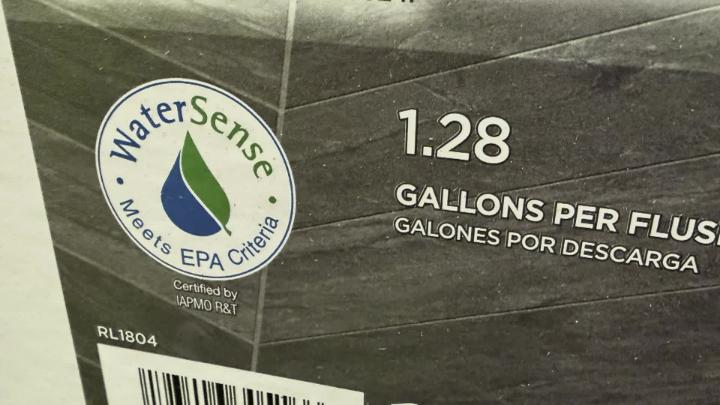 WaterSense
Meets EPA Criteria
Certified by
IAPMO R&T
RL1804
1.28
GALLONS PER FLUS
GALONES POR DESCARGA